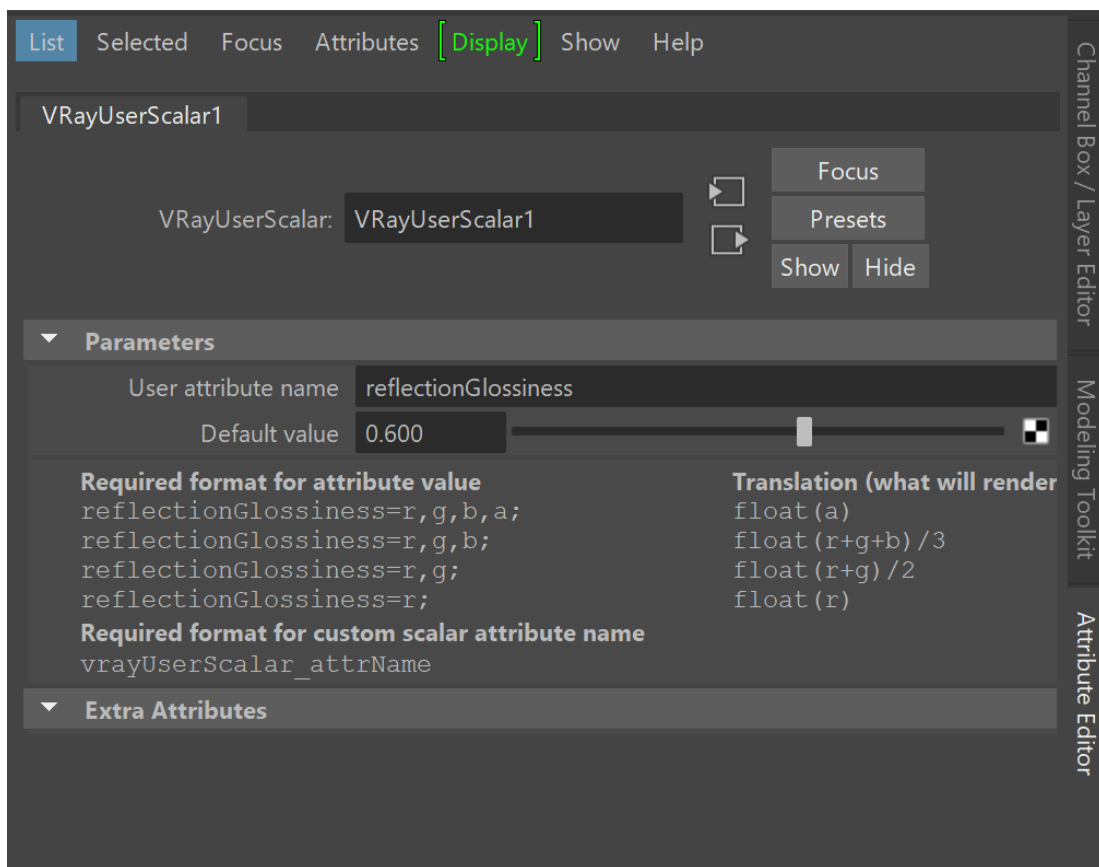 List Selected Focus Attributes [Display] Show Help
VRayUserScalar1
Focus
VRayUserScalar: VRayUserScalar1
Presets
Show Hide
Parameters
User attribute name reflectionGlossiness
Default value 0.600
Required format for attribute value Translation (what will render
reflectionGlossiness=r,g,b,a; float(a)
reflectionGlossiness=r,g,b; float(r+g+b)/3
reflectionGlossiness=r,g; float(r+g)/2
reflectionGlossiness=r; float(r)
Required format for custom scalar attribute name
vrayUserScalar_attrName
Extra Attributes
Channel Box / Layer Editor
Modeling Toolkit
Attribute Editor